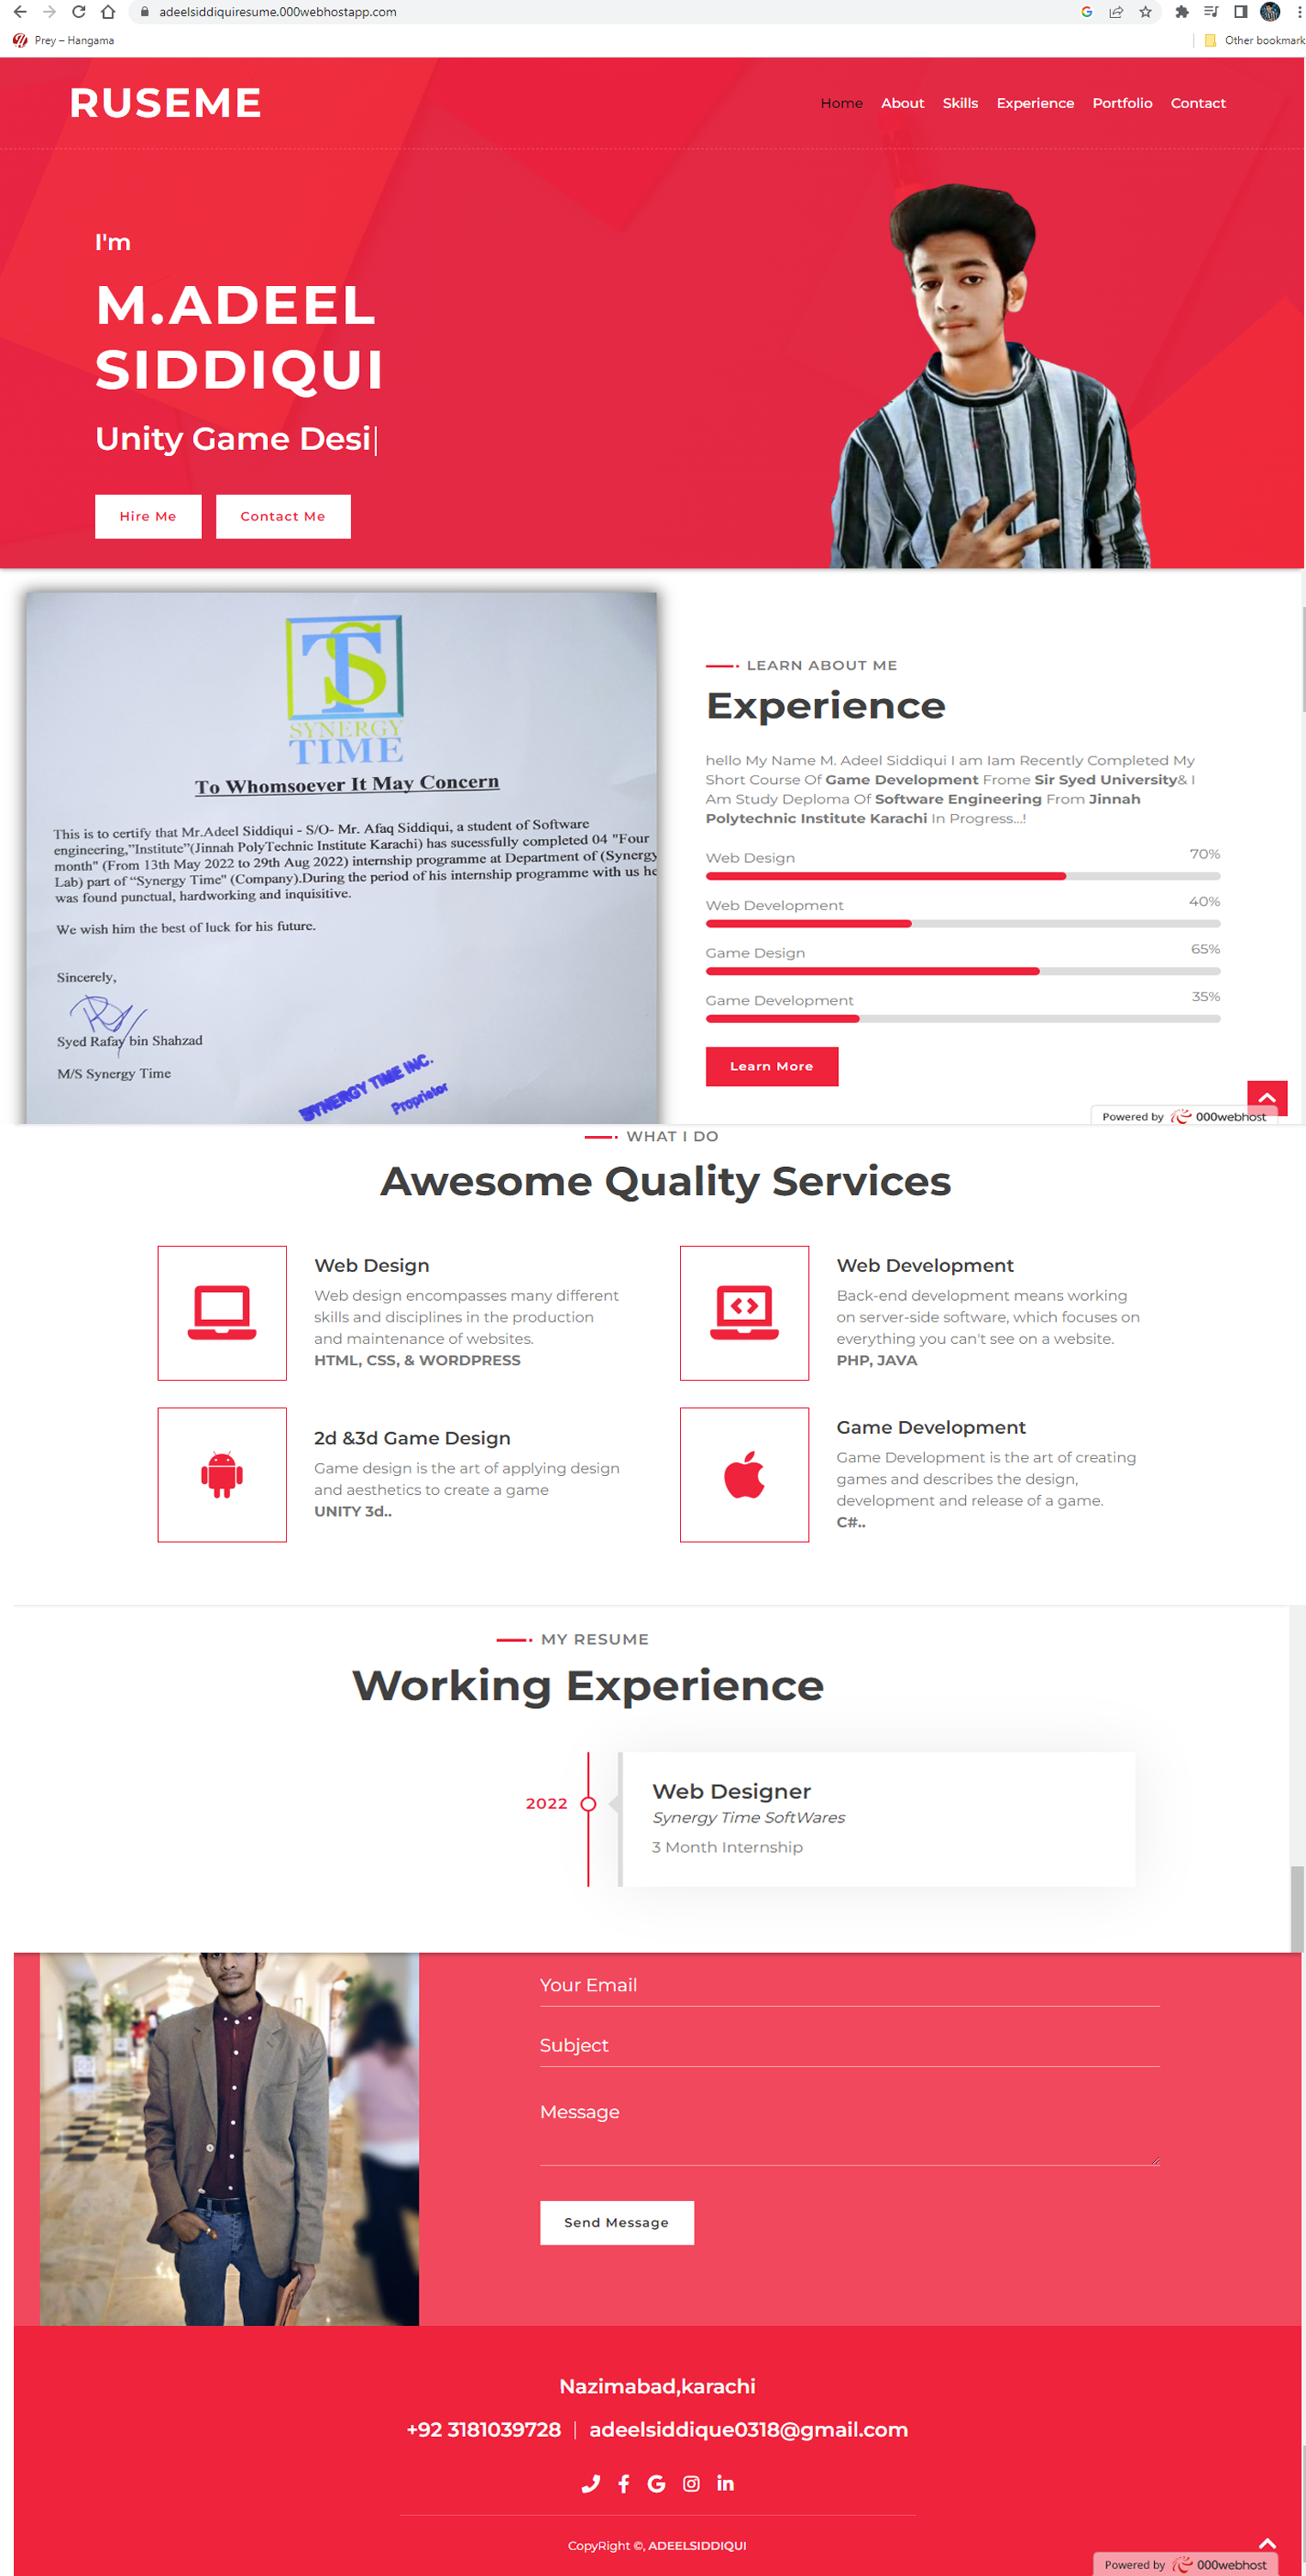 adeelsiddiquiresume.000webhostapp.com
Prey – Hangama
Other bookmark
RUSEME
Home About Skills Experience Portfolio Contact
I'm
M.ADEEL
SIDDIQUI
Unity Game Desi|
Hire Me Contact Me
TS
SYNERGY
TIME
To Whomsoever It May Concern
This is to certify that Mr.Adeel Siddiqui - S/O- Mr. Afaq Siddiqui, a student of Software
engineering,"Institute"(Jinnah PolyTechnic Institute Karachi) has sucessfully completed 04 "Four
month" (From 13th May 2022 to 29th Aug 2022) internship programme at Department of (Synergy
Lab) part of "Synergy Time" (Company).During the period of his internship programme with us he
was found punctual, hardworking and inquisitive.
We wish him the best of luck for his future.
Sincerely,
Syed Rafay bin Shahzad
M/S Synergy Time
SYNERGY TIME INC.
Proprietor
LEARN ABOUT ME
Experience
hello My Name M. Adeel Siddiqui I am Iam Recently Completed My
Short Course Of Game Development Frome Sir Syed University& I
Am Study Deploma Of Software Engineering From Jinnah
Polytechnic Institute Karachi In Progress...!
Web Design 70%
Web Development 40%
Game Design 65%
Game Development 35%
Learn More
Powered by 000webhost
WHAT I DO
Awesome Quality Services
Web Design
Web design encompasses many different
skills and disciplines in the production
and maintenance of websites.
HTML, CSS, & WORDPRESS
Web Development
Back-end development means working
on server-side software, which focuses on
everything you can't see on a website.
PHP, JAVA
2d &3d Game Design
Game design is the art of applying design
and aesthetics to create a game
UNITY 3d..
Game Development
Game Development is the art of creating
games and describes the design,
development and release of a game.
C#..
MY RESUME
Working Experience
2022
Web Designer
Synergy Time SoftWares
3 Month Internship
Your Email
Subject
Message
Send Message
Nazimabad,karachi
+92 3181039728 | adeelsiddique0318@gmail.com
CopyRight ©, ADEELSIDDIQUI
Powered by 000webhost